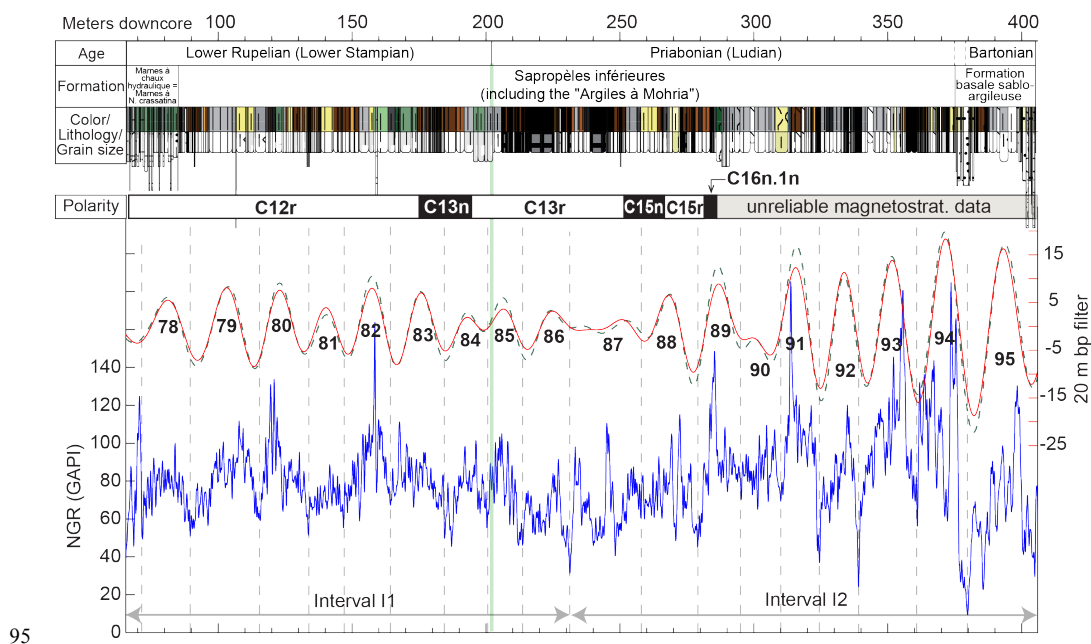 Meters downcore 100 150 200 250 300 350 400
Age Lower Rupelian (Lower Stampian) Priabonian (Ludian) Bartonian
Formation
Marnes à
chaux
hydraulique =
Marnes à
N. crassatina
Sapropèles inférieures
(including the "Argiles à Mohria")
Formation
basale sablo-
argileuse
Color/
Lithology/
Grain size
C16n.1n
Polarity C12r C13n C13r C15n C15r unreliable magnetostrat. data
15
5
-5
-15
-25
20 m bp filter
78 79 80 81 82 83 84 85 86 87 88 89 90 91 92 93 94 95
140
120
100
80
60
40
20
0
NGR (GAPI)
Interval I1 Interval I2
95